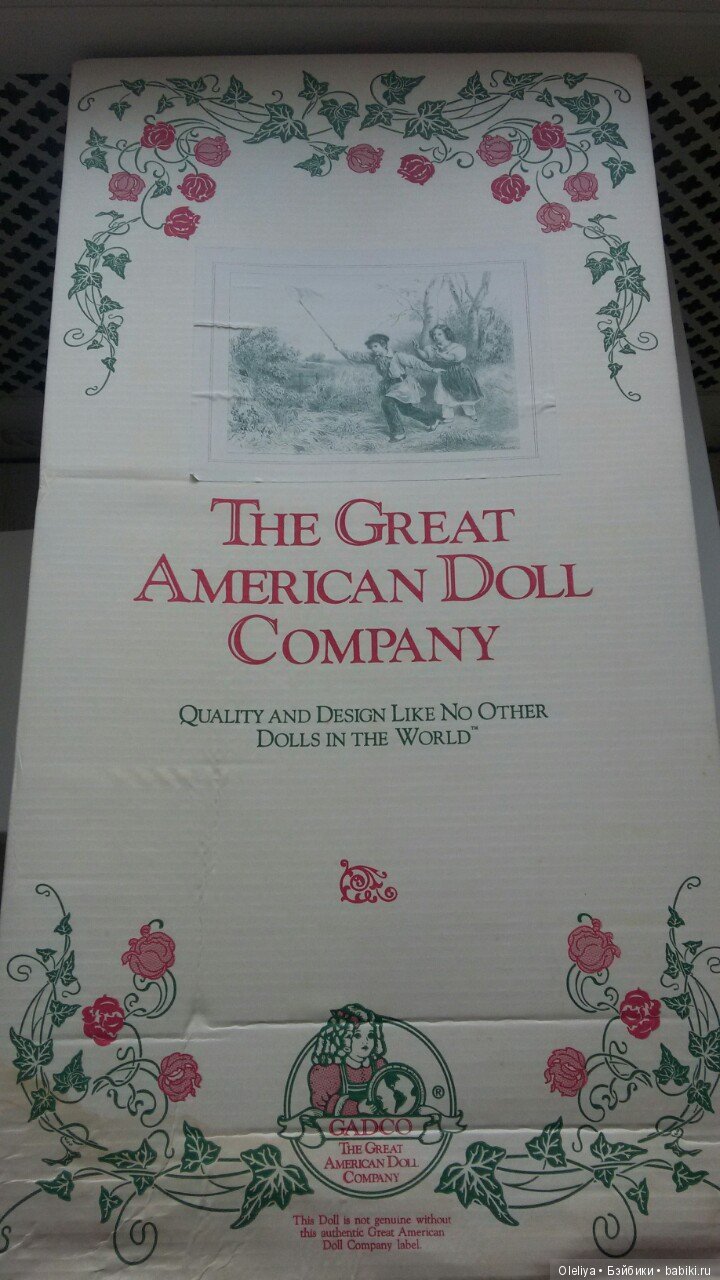 THE GREAT
AMERICAN DOLL
COMPANY
QUALITY AND DESIGN LIKE NO OTHER
DOLLS IN THE WORLD™
®
GADCO
THE GREAT
AMERICAN DOLL
COMPANY
This Doll is not genuine without
this authentic Great American
Doll Company label.
Oleliya • Бэйбики • babiki.ru